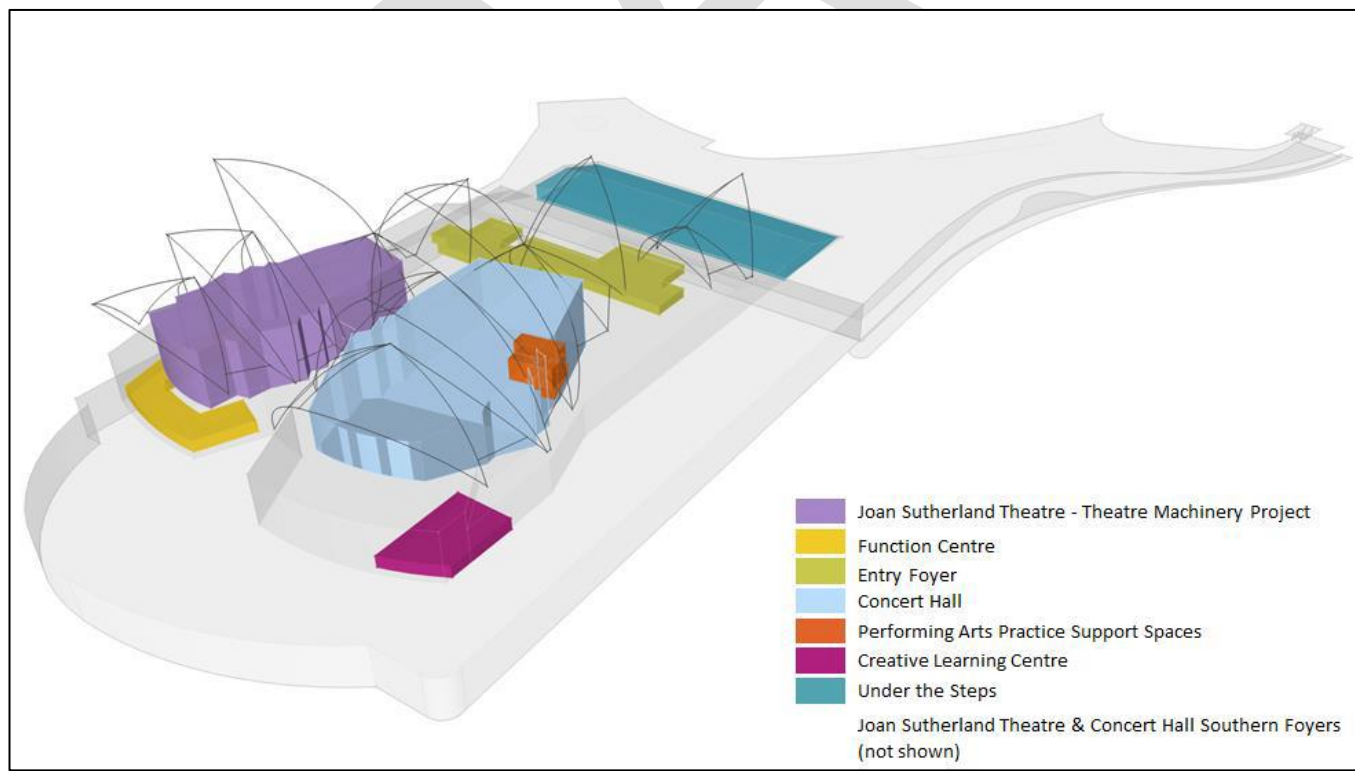 Joan Sutherland Theatre - Theatre Machinery Project
Function Centre
Entry Foyer
Concert Hall
Performing Arts Practice Support Spaces
Creative Learning Centre
Under the Steps
Joan Sutherland Theatre & Concert Hall Southern Foyers
(not shown)